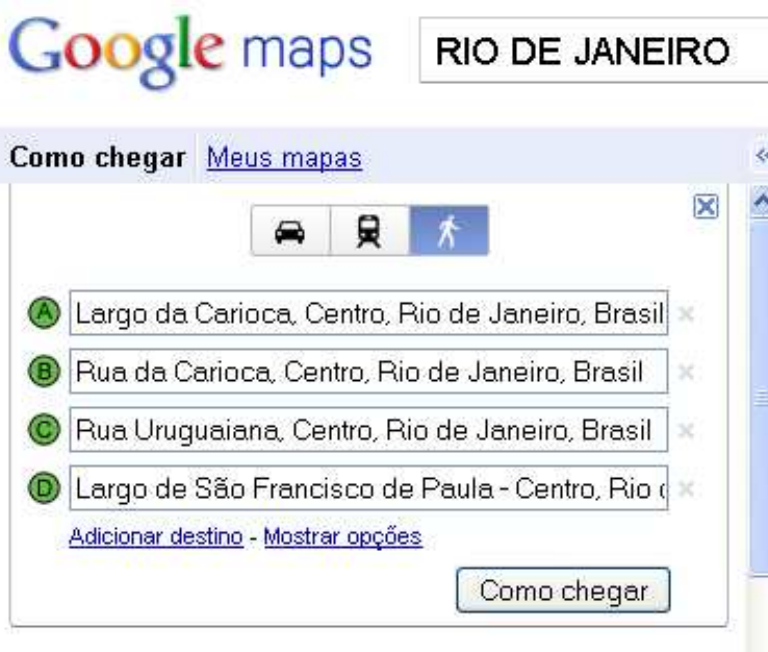 Google maps RIO DE JANEIRO
Como chegar Meus mapas
A Largo da Carioca, Centro, Rio de Janeiro, Brasil
B Rua da Carioca, Centro, Rio de Janeiro, Brasil
C Rua Uruguaiana, Centro, Rio de Janeiro, Brasil
D Largo de São Francisco de Paula - Centro, Rio
Adicionar destino - Mostrar opções
Como chegar